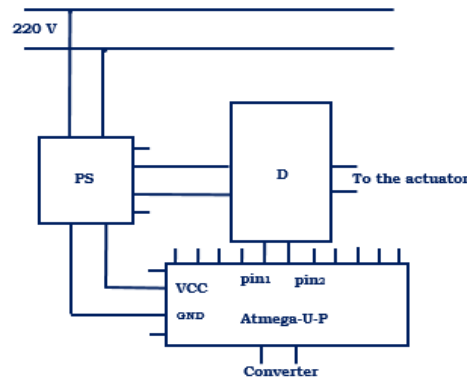 220 V
PS
D
To the actuator
VCC
pin1
pin2
GND
Atmega-U-P
Converter